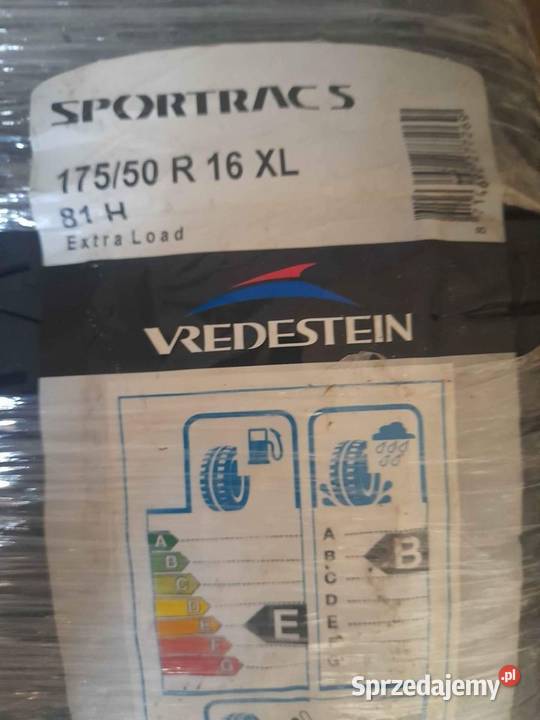 SPORTRAC 5
175/50 R 16 XL
81 H
Extra Load
VREDESTEIN
A
B
C
D
E
F
G
E
A
B
C
D
E
F
G
B
Sprzedajemy.pl